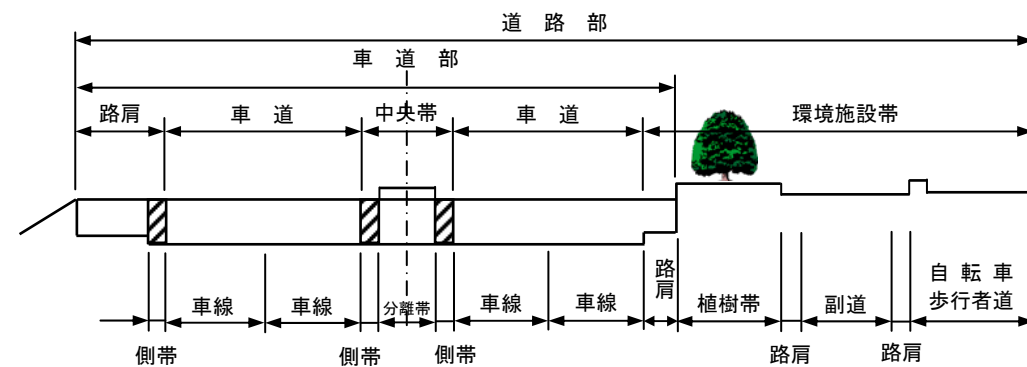 道 路 部
車 道 部
路肩
車 道
中央帯
車 道
環境施設帯
車線
車線
分離帯
車線
車線
路肩
植樹帯
副道
自 転 車
歩行者道
側帯
側帯
側帯
路肩
路肩